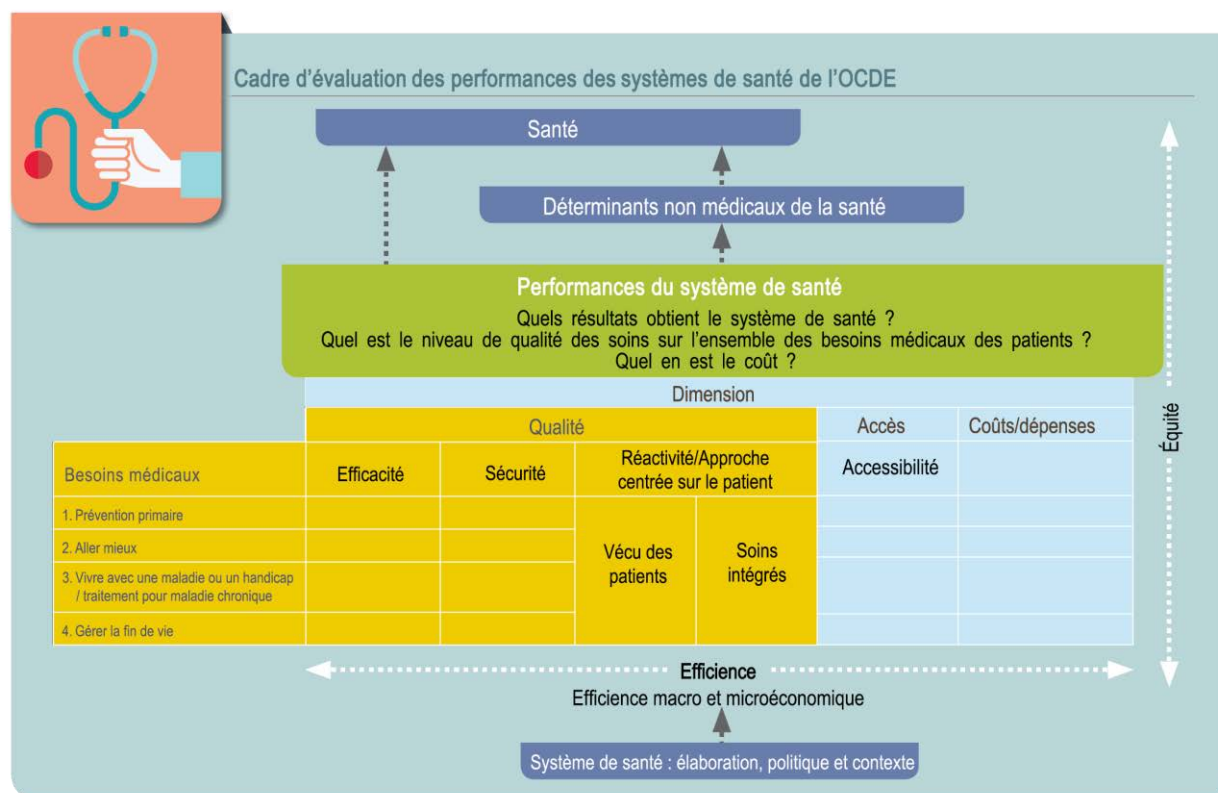 Cadre d’évaluation des performances des systèmes de santé de l’OCDE
Santé
Déterminants non médicaux de la santé
Performances du système de santé
Quels résultats obtient le système de santé ?
Quel est le niveau de qualité des soins sur l’ensemble des besoins médicaux des patients ?
Quel en est le coût ?
Dimension
Qualité
Accès
Coûts/dépenses
Besoins médicaux
Efficacité
Sécurité
Réactivité/Approche
centrée sur le patient
Accessibilité
1. Prévention primaire
2. Aller mieux
3. Vivre avec une maladie ou un handicap
/ traitement pour maladie chronique
4. Gérer la fin de vie
Vécu des
patients
Soins
intégrés
Équité
Efficience
Efficience macro et microéconomique
Système de santé : élaboration, politique et contexte